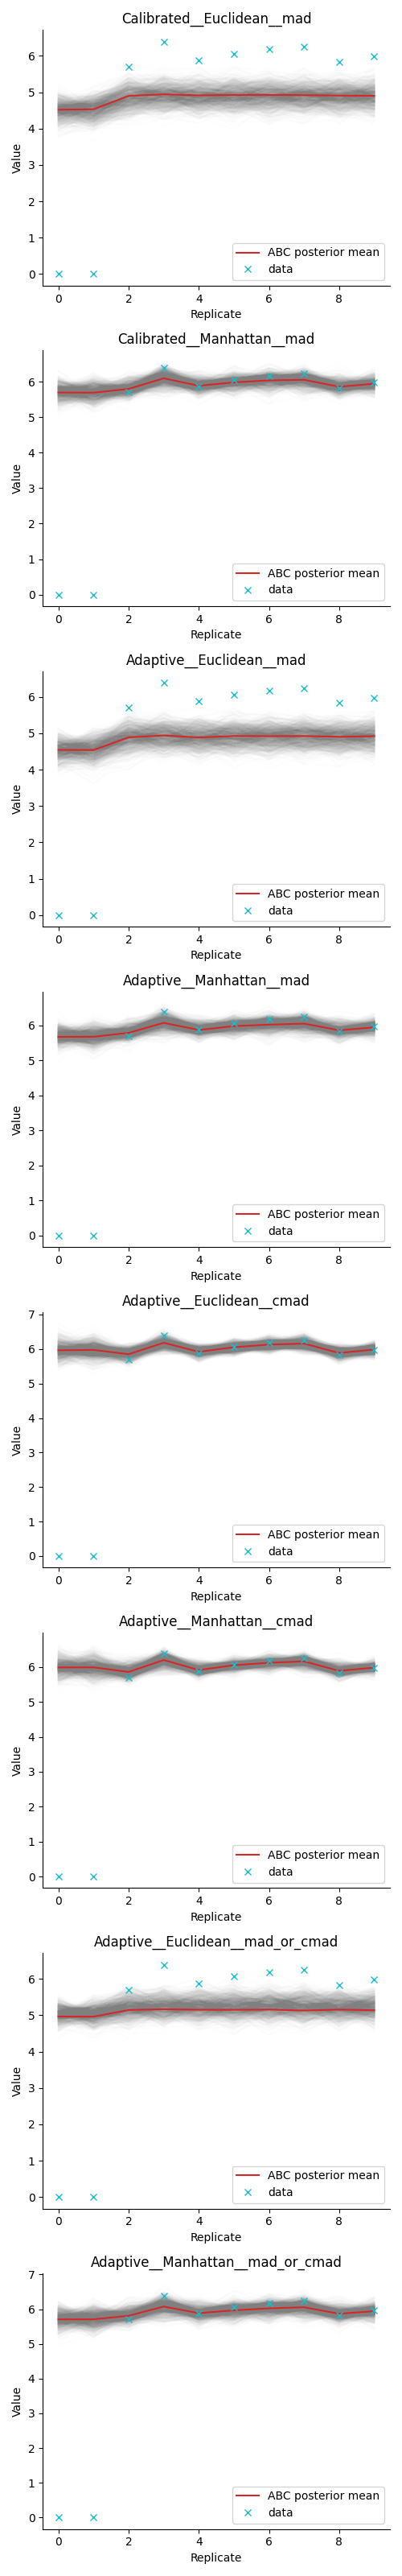 Calibrated__Euclidean__mad
6
5
4
3
2
1
0
Value
ABC posterior mean
data
0 2 4 6 8
Replicate
Calibrated__Manhattan__mad
6
5
4
3
2
1
0
Value
ABC posterior mean
data
0 2 4 6 8
Replicate
Adaptive__Euclidean__mad
6
5
4
3
2
1
0
Value
ABC posterior mean
data
0 2 4 6 8
Replicate
Adaptive__Manhattan__mad
6
5
4
3
2
1
0
Value
ABC posterior mean
data
0 2 4 6 8
Replicate
Adaptive__Euclidean__cmad
7
6
5
4
3
2
1
0
Value
ABC posterior mean
data
0 2 4 6 8
Replicate
Adaptive__Manhattan__cmad
6
5
4
3
2
1
0
Value
ABC posterior mean
data
0 2 4 6 8
Replicate
Adaptive__Euclidean__mad_or_cmad
6
5
4
3
2
1
0
Value
ABC posterior mean
data
0 2 4 6 8
Replicate
Adaptive__Manhattan__mad_or_cmad
7
6
5
4
3
2
1
0
Value
ABC posterior mean
data
0 2 4 6 8
Replicate